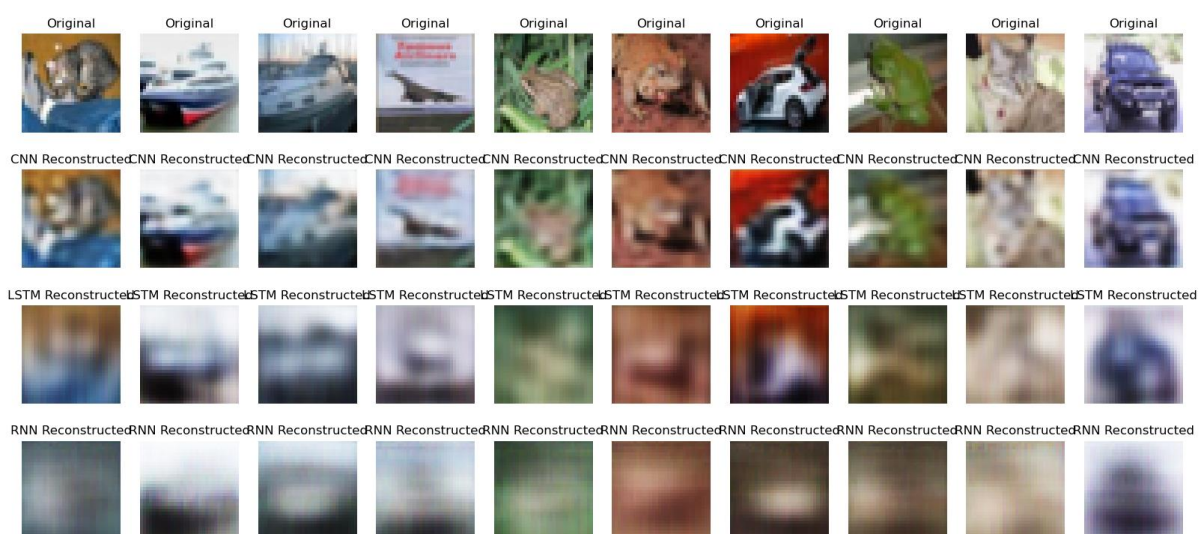 Original Original Original Original Original Original Original Original Original Original
CNN Reconstructed CNN Reconstructed CNN Reconstructed CNN Reconstructed CNN Reconstructed CNN Reconstructed CNN Reconstructed CNN Reconstructed CNN Reconstructed CNN Reconstructed
LSTM Reconstructed LSTM Reconstructed LSTM Reconstructed LSTM Reconstructed LSTM Reconstructed LSTM Reconstructed LSTM Reconstructed LSTM Reconstructed LSTM Reconstructed LSTM Reconstructed
RNN Reconstructed RNN Reconstructed RNN Reconstructed RNN Reconstructed RNN Reconstructed RNN Reconstructed RNN Reconstructed RNN Reconstructed RNN Reconstructed RNN Reconstructed